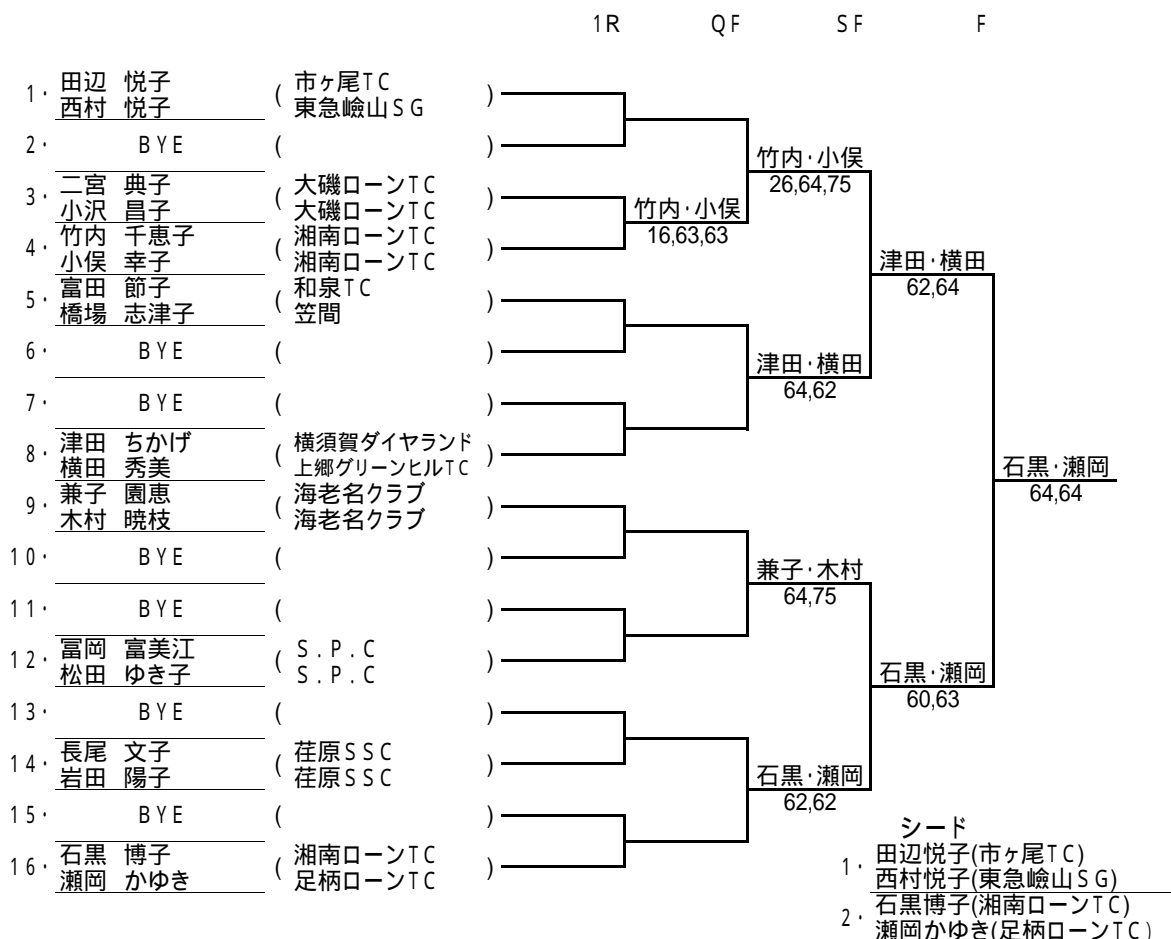 1R QF SF F
1· 田辺 悦子 ( 市ヶ尾TC )
西村 悦子 東急嶮山SG
2· BYE ( )
竹内·小俣
26,64,75
3· 二宮 典子 ( 大磯ローンTC )
小沢 昌子 大磯ローンTC
竹内·小俣
16,63,63
4· 竹内 千恵子 ( 湘南ローンTC )
小俣 幸子 湘南ローンTC
津田·横田
62,64
5· 富田 節子 ( 和泉TC )
橋場 志津子 笠間
6· BYE ( )
津田·横田
64,62
7· BYE ( )
8· 津田 ちかげ ( 横須賀ダイヤランド )
横田 秀美 上郷グリーンヒルTC
石黒·瀬岡
64,64
9· 兼子 園恵 ( 海老名クラブ )
木村 暁枝 海老名クラブ
10· BYE ( )
兼子·木村
64,75
11· BYE ( )
12· 冨岡 富美江 ( S.P.C )
松田 ゆき子 S.P.C
石黒·瀬岡
60,63
13· BYE ( )
14· 長尾 文子 ( 荏原SSC )
岩田 陽子 荏原SSC
石黒·瀬岡
62,62
15· BYE ( )
16· 石黒 博子 ( 湘南ローンTC )
瀬岡 かゆき 足柄ローンTC
シード
1· 田辺悦子(市ヶ尾TC)
西村悦子(東急嶮山SG)
2· 石黒博子(湘南ローンTC)
瀬岡かゆき(足柄ローンTC)